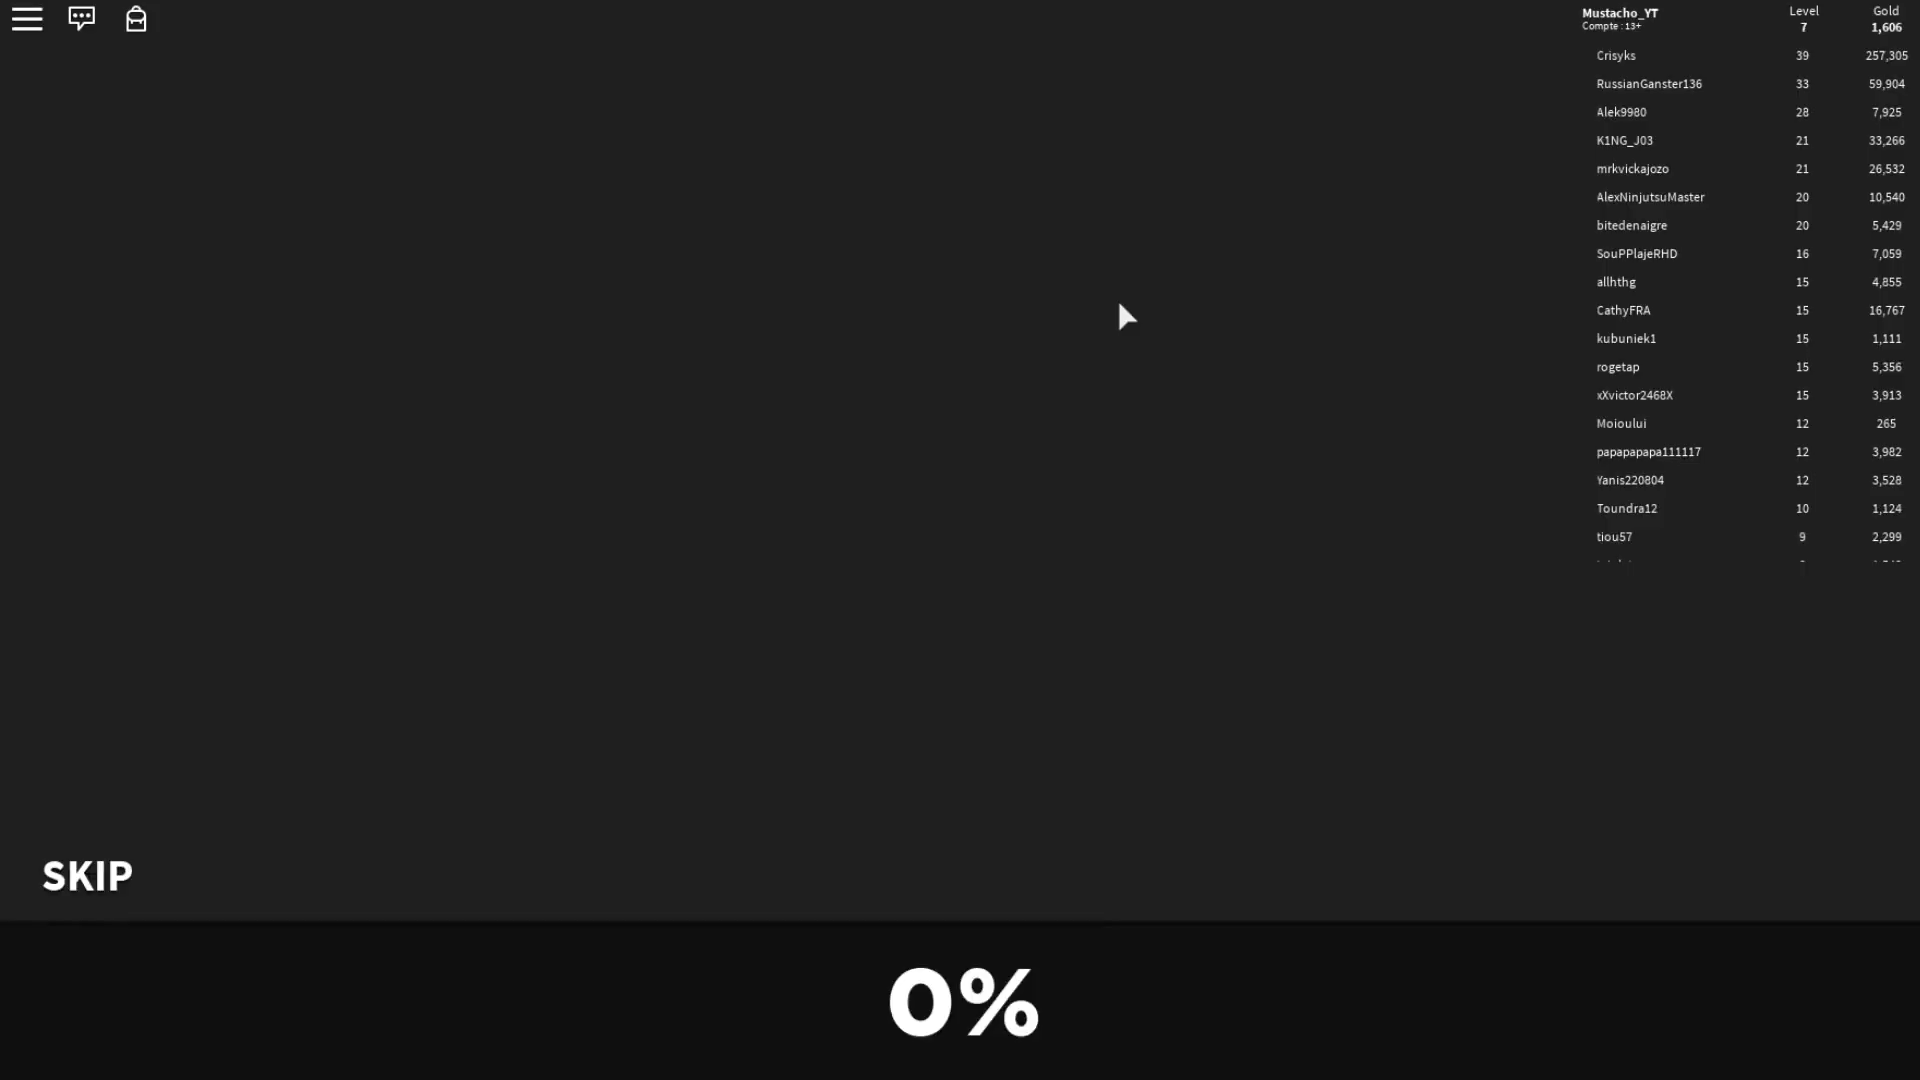 Mustacho_YT Level Gold
Compte : 13+ 7 1,606
Crisyks 39 257,305
RussianGanster136 33 59,904
Alek9980 28 7,925
K1NG_J03 21 33,266
mrkvickajozo 21 26,532
AlexNinjutsuMaster 20 10,540
bitedenaigre 20 5,429
SouPPlajeRHD 16 7,059
allhthg 15 4,855
CathyFRA 15 16,767
kubuniek1 15 1,111
rogetap 15 5,356
xXvictor2468X 15 3,913
Moioului 12 265
papapapapa111117 12 3,982
Yanis220804 12 3,528
Toundra12 10 1,124
tiou57 9 2,299
SKIP
0%